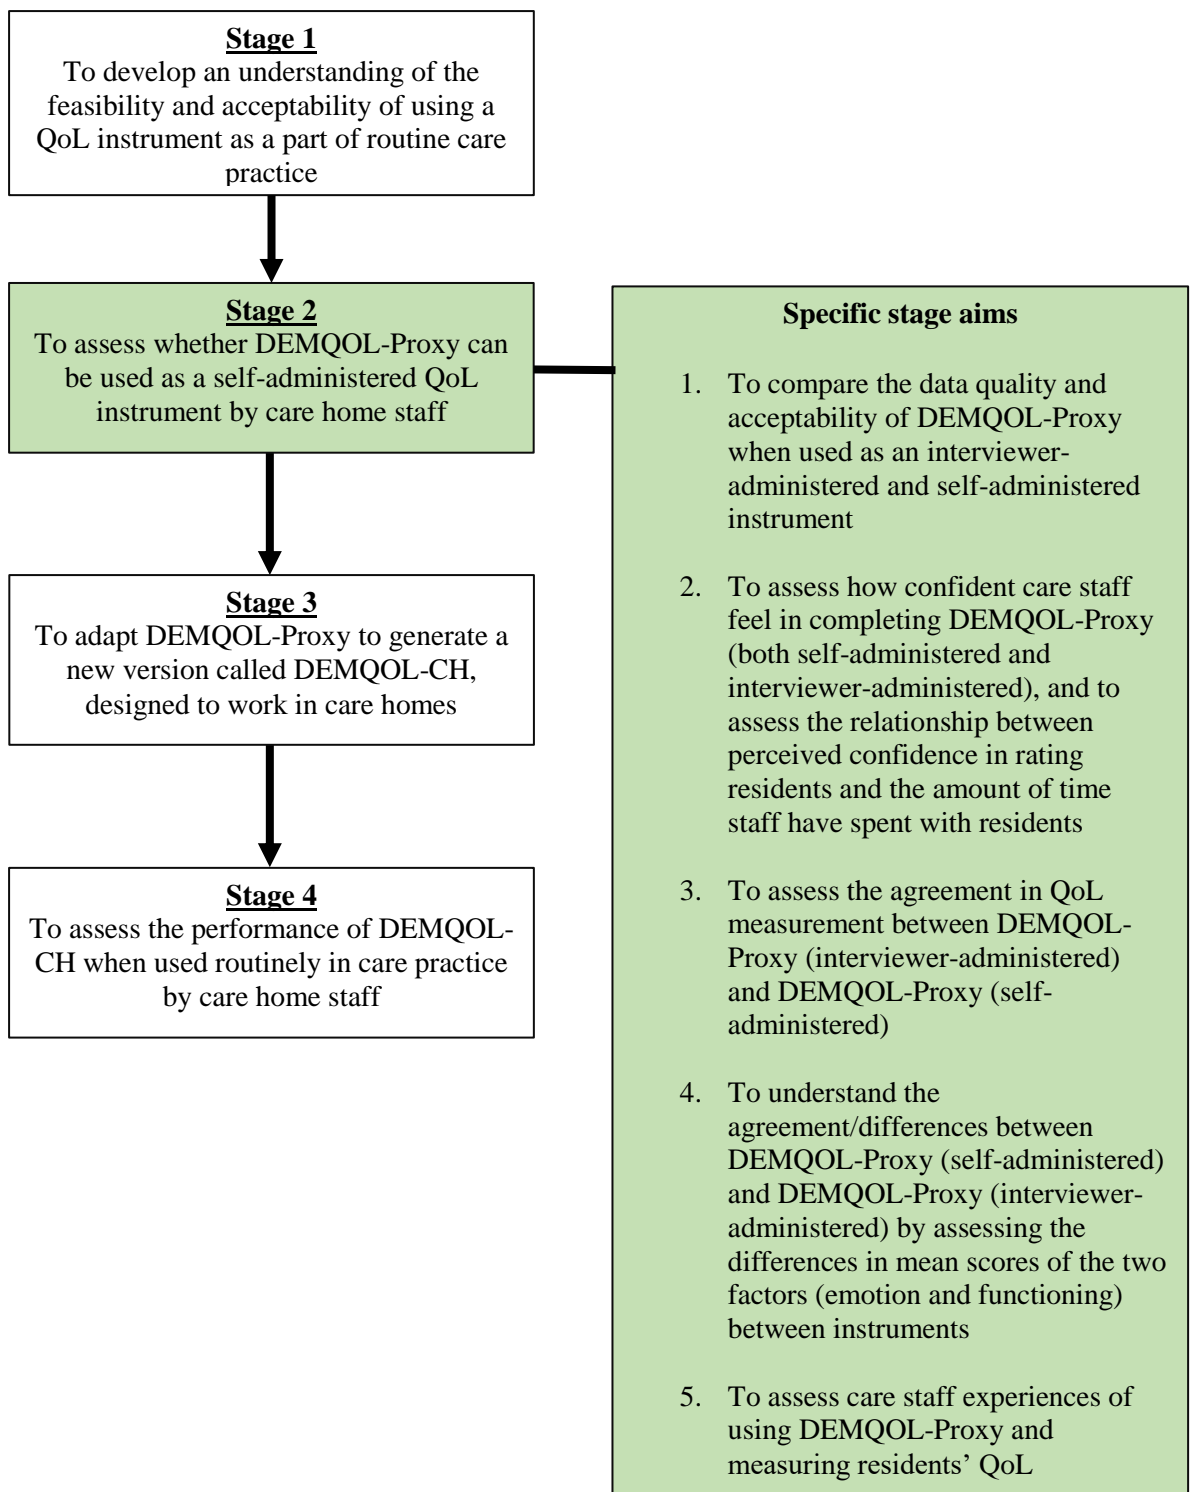 Stage 1
To develop an understanding of the
feasibility and acceptability of using a
QoL instrument as a part of routine care
practice
Stage 2
To assess whether DEMQOL-Proxy can
be used as a self-administered QoL
instrument by care home staff
Stage 3
To adapt DEMQOL-Proxy to generate a
new version called DEMQOL-CH,
designed to work in care homes
Stage 4
To assess the performance of DEMQOL-
CH when used routinely in care practice
by care home staff
Specific stage aims
1. To compare the data quality and
acceptability of DEMQOL-Proxy
when used as an interviewer-
administered and self-administered
instrument
2. To assess how confident care staff
feel in completing DEMQOL-Proxy
(both self-administered and
interviewer-administered), and to
assess the relationship between
perceived confidence in rating
residents and the amount of time
staff have spent with residents
3. To assess the agreement in QoL
measurement between DEMQOL-
Proxy (interviewer-administered)
and DEMQOL-Proxy (self-
administered)
4. To understand the
agreement/differences between
DEMQOL-Proxy (self-administered)
and DEMQOL-Proxy (interviewer-
administered) by assessing the
differences in mean scores of the two
factors (emotion and functioning)
between instruments
5. To assess care staff experiences of
using DEMQOL-Proxy and
measuring residents’ QoL